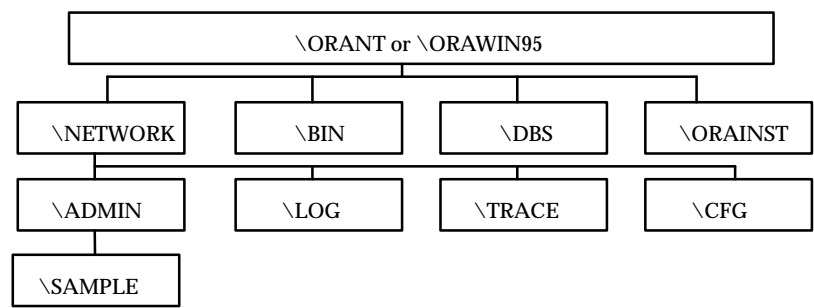 \ORANT or \ORAWIN95
\NETWORK
\BIN
\DBS
\ORAINST
\ADMIN
\LOG
\TRACE
\CFG
\SAMPLE